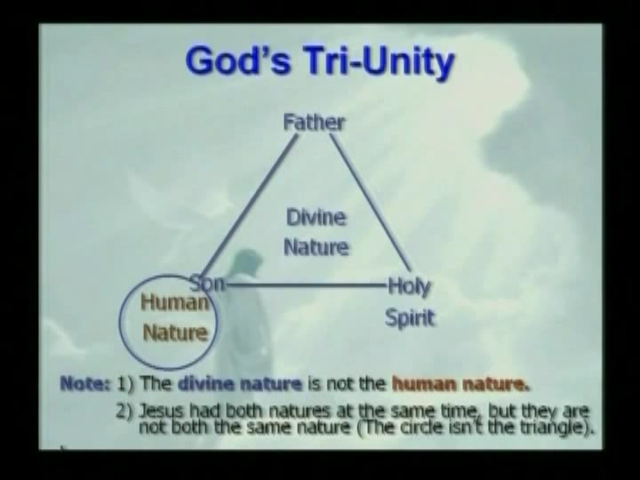 God's Tri-Unity
Father
Divine
Nature
Son
Holy
Human
Spirit
Nature
Note: 1) The divine nature is not the human nature.
2) Jesus had both natures at the same time, but they are
not both the same nature (The circle isn't the triangle).